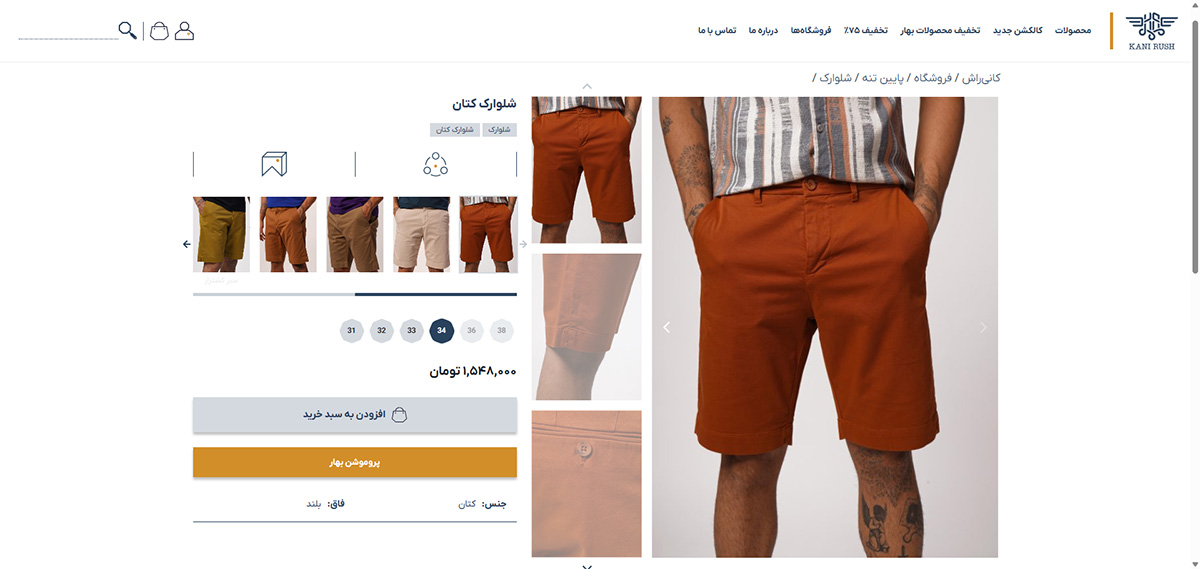 KANI RUSH
محصولات
کالکشن جدید
تخفیف محصولات بهار
تخفیف ۷۵٪
فروشگاه‌ها
درباره ما
تماس با ما
کانی‌راش / فروشگاه / پایین تنه / شلوارک /
شلوارک کتان
شلوارک
شلوارک کتان
38
36
34
33
32
31
۱,۵۴۸,۰۰۰ تومان
افزودن به سبد خرید
پروموشن بهار
جنس: کتان
فاق: بلند